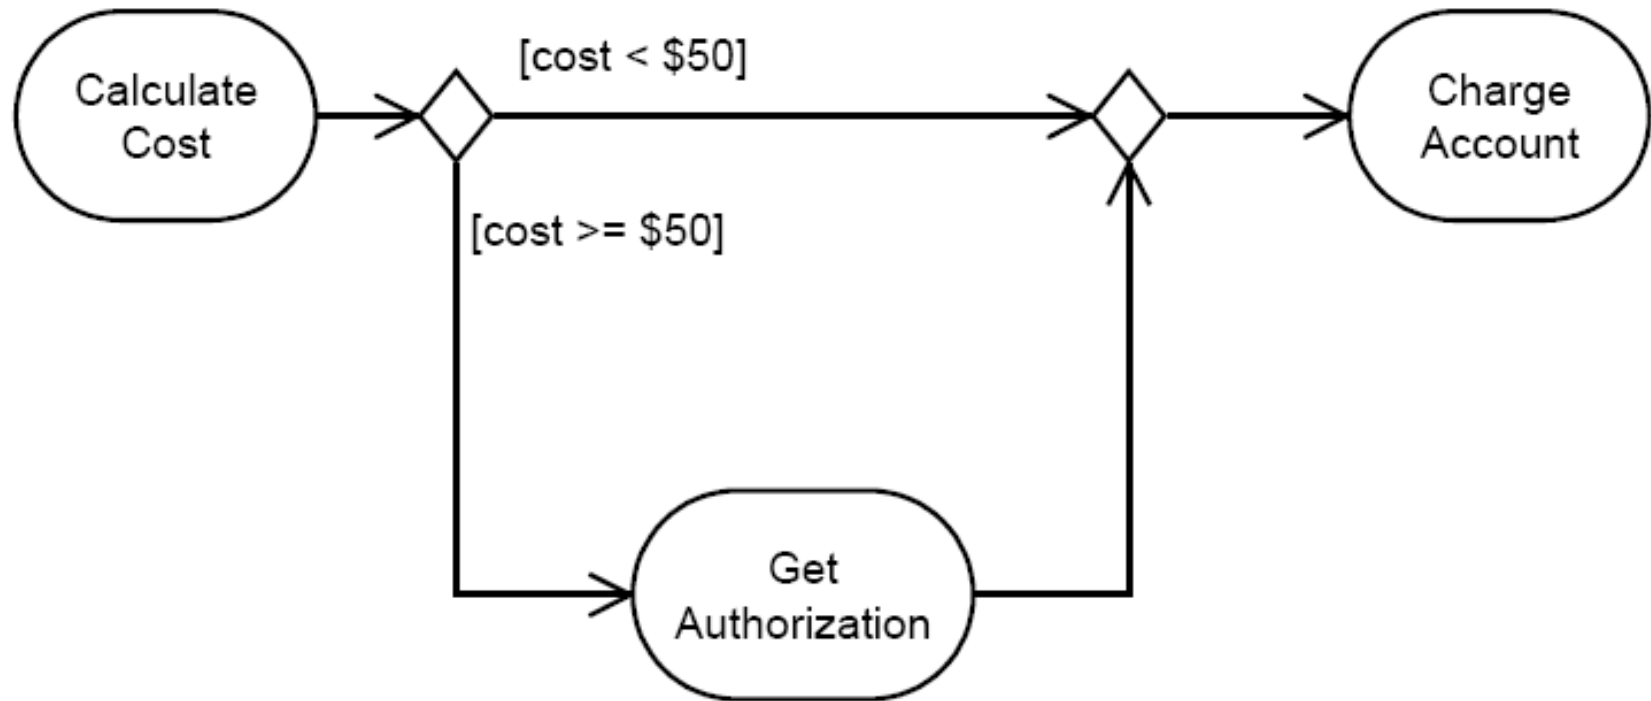 Calculate
Cost
[cost < $50]
Charge
Account
[cost >= $50]
Get
Authorization